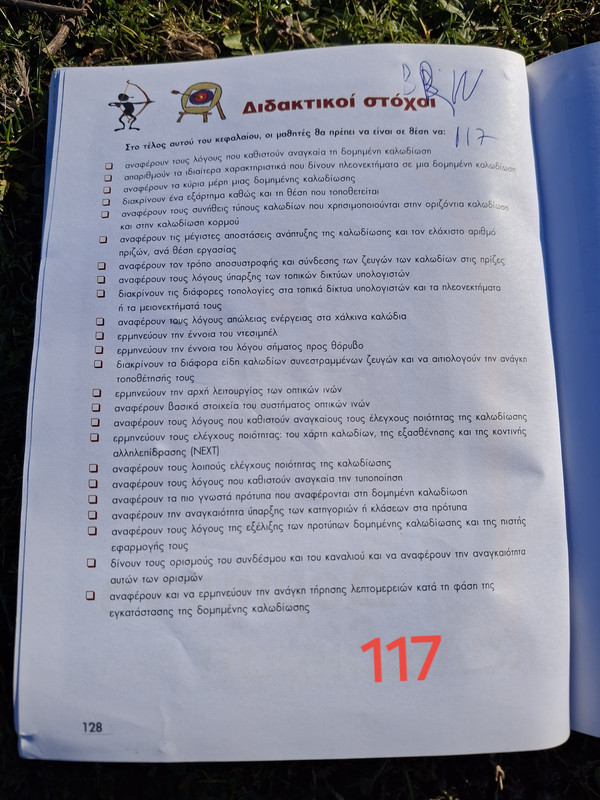 Διδακτικοί στόχοι
Στο τέλος αυτού του κεφαλαίου, οι μαθητές θα πρέπει να είναι σε θέση να:
117
❑ αναφέρουν τους λόγους που καθιστούν αναγκαία τη δομημένη καλωδίωση
❑ απαριθμούν τα ιδιαίτερα χαρακτηριστικά που δίνουν πλεονεκτήματα σε μια δομημένη καλωδίωση
❑ αναφέρουν τα κύρια μέρη μιας δομημένης καλωδίωσης
❑ διακρίνουν ένα εξάρτημα καθώς και τη θέση που τοποθετείται
❑ αναφέρουν τους συνήθεις τύπους καλωδίων που χρησιμοποιούνται στην οριζόντια καλωδίωση
και στην καλωδίωση κορμού
❑ αναφέρουν τις μέγιστες αποστάσεις ανάπτυξης της καλωδίωσης και τον ελάχιστο αριθμό
πριζών, ανά θέση εργασίας
❑ αναφέρουν τον τρόπο αποσυστροφής και σύνδεσης των ζευγών των καλωδίων στις πρίζες
❑ αναφέρουν τους λόγους ύπαρξης των τοπικών δικτύων υπολογιστών
❑ διακρίνουν τις διάφορες τοπολογίες στα τοπικά δίκτυα υπολογιστών και τα πλεονεκτήματα
ή τα μειονεκτήματά τους
❑ αναφέρουν τους λόγους απώλειας ενέργειας στα χάλκινα καλώδια
❑ ερμηνεύουν την έννοια του ντεσιμπέλ
❑ ερμηνεύουν την έννοια του λόγου σήματος προς θόρυβο
❑ διακρίνουν τα διάφορα είδη καλωδίων συνεστραμμένων ζευγών και να αιτιολογούν την ανάγκη
τοποθέτησής τους
❑ ερμηνεύουν την αρχή λειτουργίας των οπτικών ινών
❑ αναφέρουν βασικά στοιχεία του συστήματος οπτικών ινών
❑ αναφέρουν τους λόγους που καθιστούν αναγκαίους τους έλεγχους ποιότητας της καλωδίωσης
❑ ερμηνεύουν τους ελέγχους ποιότητας: του χάρτη καλωδίων, της εξασθένησης και της κοντινής
αλληλεπίδρασης (NEXT)
❑ αναφέρουν τους λοιπούς ελέγχους ποιότητας της καλωδίωσης
❑ αναφέρουν τους λόγους που καθιστούν αναγκαία την τυποποίηση
❑ αναφέρουν τα πιο γνωστά πρότυπα που αναφέρονται στη δομημένη καλωδίωση
❑ αναφέρουν την αναγκαιότητα ύπαρξης των κατηγοριών ή κλάσεων στα πρότυπα
❑ αναφέρουν τους λόγους της εξέλιξης των προτύπων δομημένης καλωδίωσης και της πιστής
εφαρμογής τους
❑ δίνουν τους ορισμούς του συνδέσμου και του καναλιού και να αναφέρουν την αναγκαιότητα
αυτών των ορισμών
❑ αναφέρουν και να ερμηνεύουν την ανάγκη τήρησης λεπτομερειών κατά τη φάση της
εγκατάστασης της δομημένης καλωδίωσης
117
128